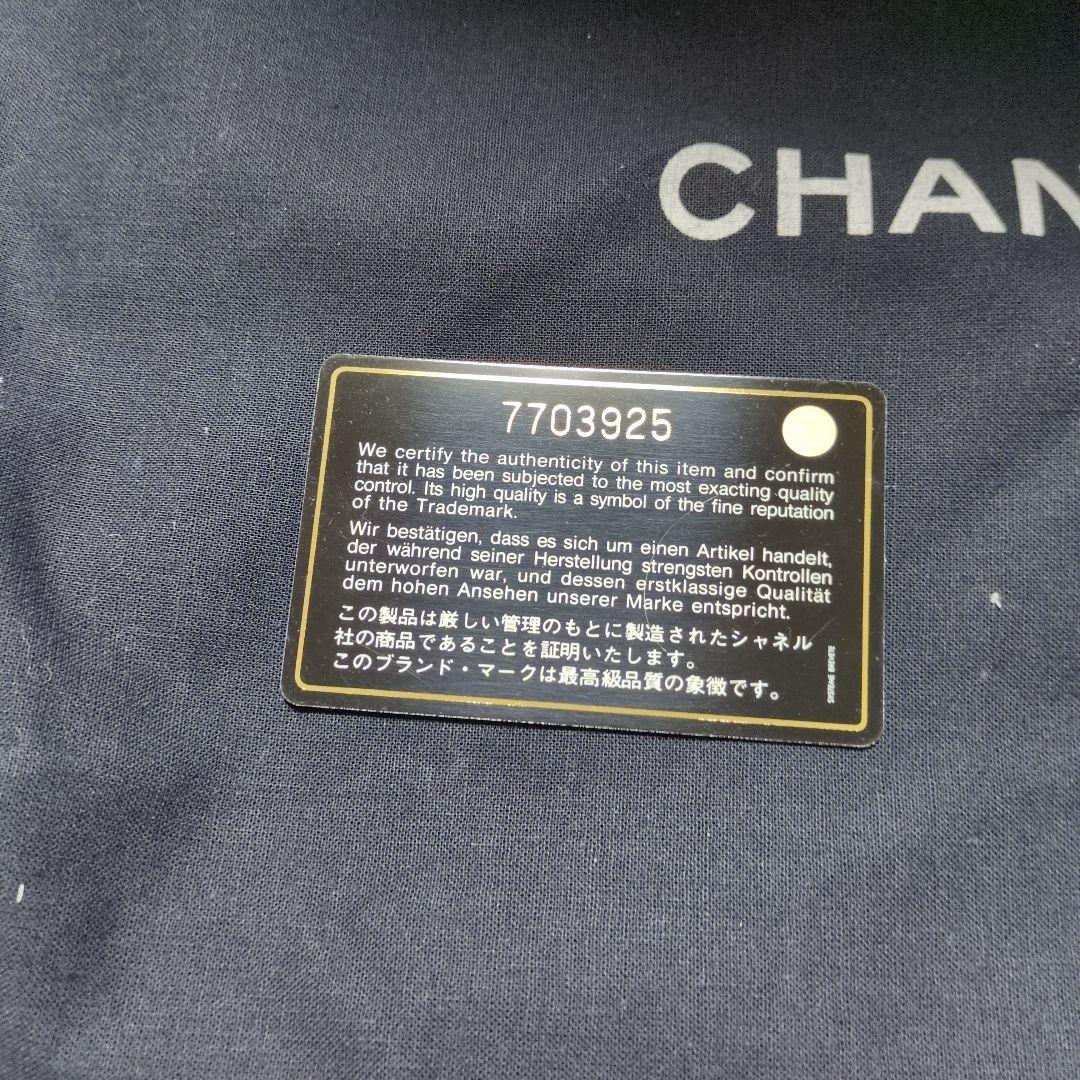 CHAN
7703925
We certify the authenticity of this item and confirm
that it has been subjected to the most exacting quality
control. Its high quality is a symbol of the fine reputation
of the Trademark.
Wir bestätigen, dass es sich um einen Artikel handelt,
der während seiner Herstellung strengsten Kontrollen
unterworfen war, und dessen erstklassige Qualität
dem hohen Ansehen unserer Marke entspricht.
この製品は厳しい管理のもとに製造されたシャネル
社の商品であることを証明いたします。
このブランド・マークは最高級品質の象徴です。